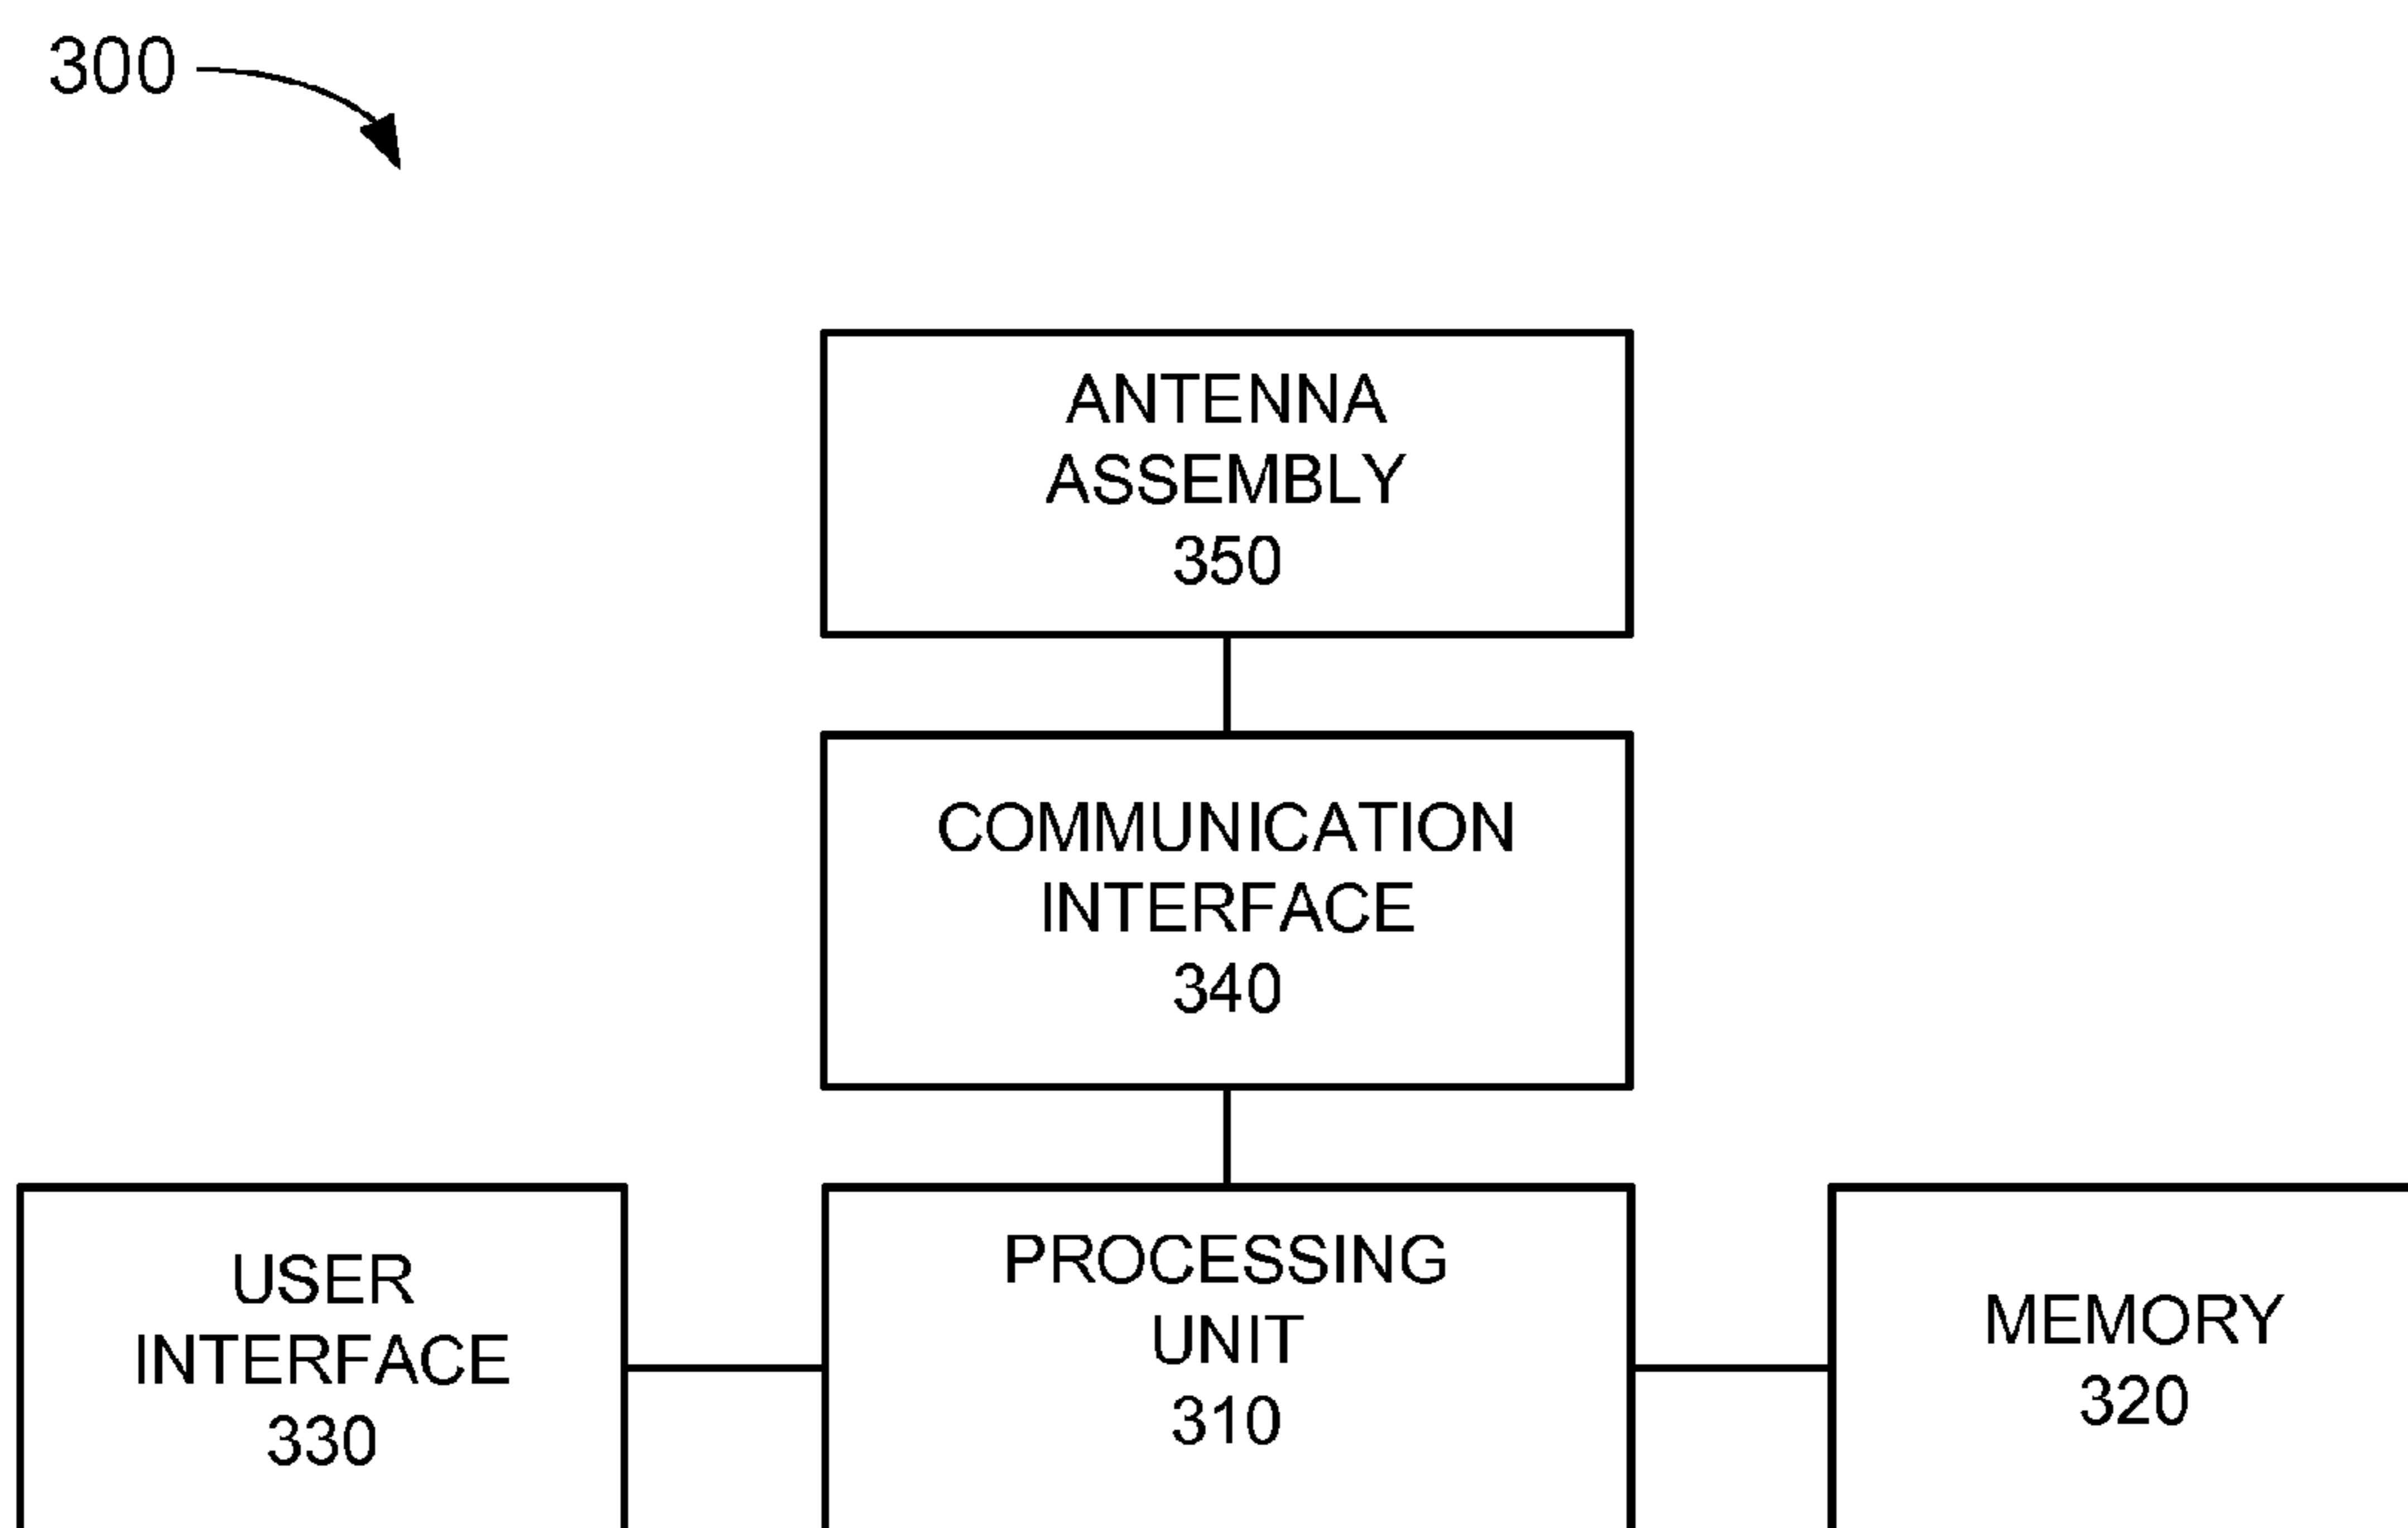 300
ANTENNA
ASSEMBLY
350
COMMUNICATION
INTERFACE
340
USER
INTERFACE
330
PROCESSING
UNIT
310
MEMORY
320